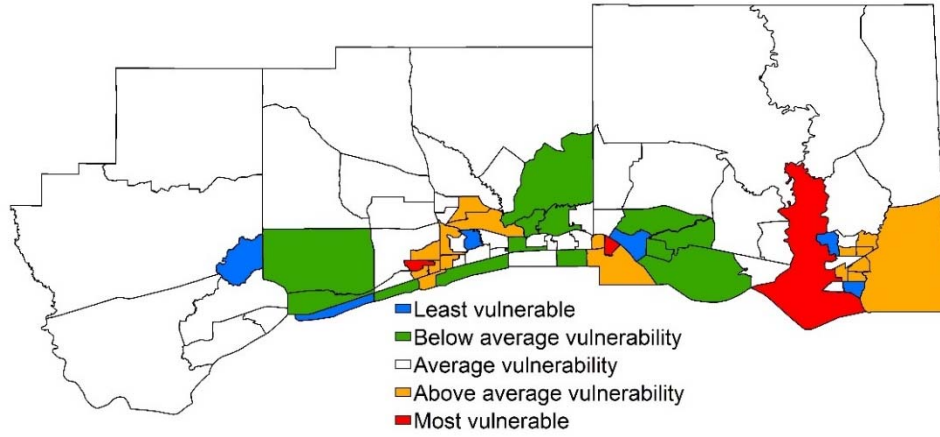 Least vulnerable
Below average vulnerability
Average vulnerability
Above average vulnerability
Most vulnerable